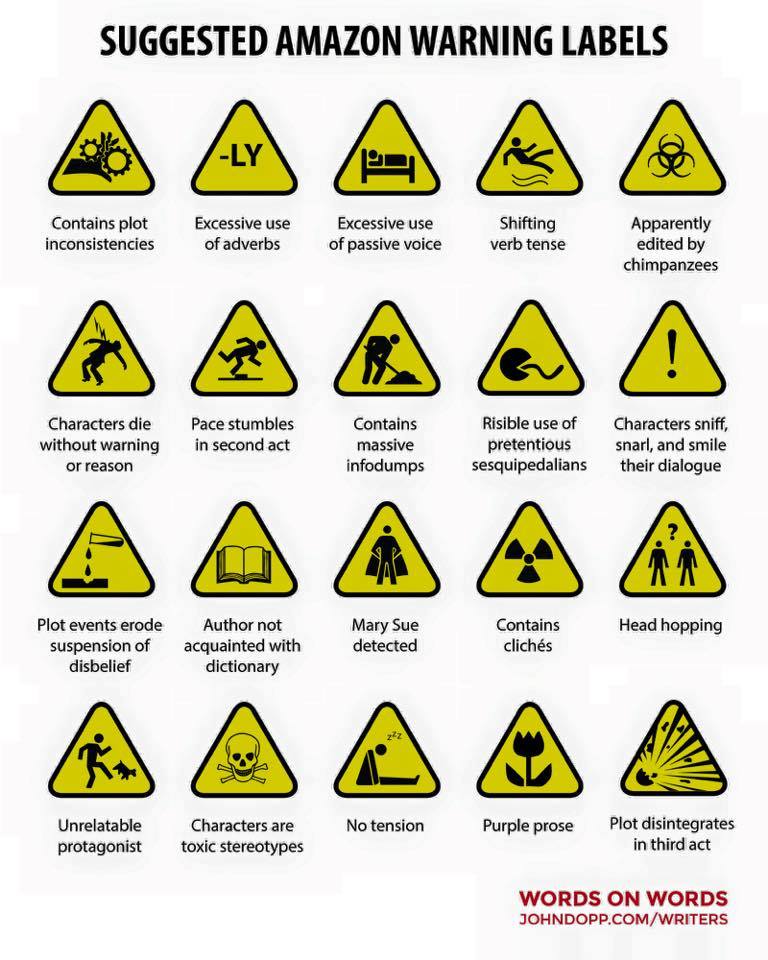 SUGGESTED AMAZON WARNING LABELS
-LY
Contains plot
inconsistencies
Excessive use
of adverbs
Excessive use
of passive voice
Shifting
verb tense
Apparently
edited by
chimpanzees
!
Characters die
without warning
or reason
Pace stumbles
in second act
Contains
massive
infodumps
Risible use of
pretentious
sesquipedalians
Characters sniff,
snarl, and smile
their dialogue
?
Plot events erode
suspension of
disbelief
Author not
acquainted with
dictionary
Mary Sue
detected
Contains
clichés
Head hopping
zzz
Unrelatable
protagonist
Characters are
toxic stereotypes
No tension
Purple prose
Plot disintegrates
in third act
WORDS ON WORDS
JOHNDOPP.COM/WRITERS